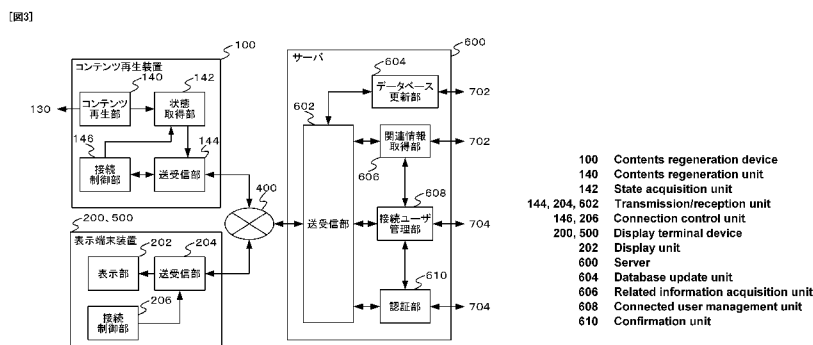 [図3]
100
コンテンツ再生装置
140
142
コンテンツ
再生部
状態
取得部
130
146
144
接続
制御部
送受信部
400
200、500
表示端末装置
202
204
表示部
送受信部
206
接続
制御部
600
サーバ
604
データベース
更新部
702
602
関連情報
取得部
702
606
608
送受信部
接続ユーザ
管理部
704
610
認証部
704
100 Contents regeneration device
140 Contents regeneration unit
142 State acquisition unit
144, 204, 602 Transmission/reception unit
146, 206 Connection control unit
200, 500 Display terminal device
202 Display unit
600 Server
604 Database update unit
606 Related information acquisition unit
608 Connected user management unit
610 Confirmation unit